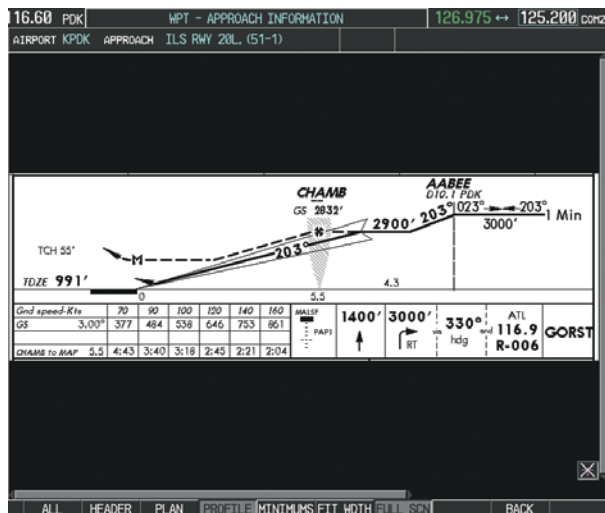 116.60 PDK WPT - APPROACH INFORMATION 126.975 ↔ 125.200 COM2
AIRPORT KPDK APPROACH ILS RWY 20L, (51-1)
CHAMB
GS 2832'
AABEE
D10.1 PDK
203° 023° 203° 1 Min
2900' 3000'
203°
TCH 55'
M
TDZE 991'
0 5.5 4.3
Gnd speed-Kts 70 90 100 120 140 160
GS 3.00° 377 484 538 646 753 861
CHAMB to MAP 5.5 4:43 3:40 3:18 2:45 2:21 2:04
MALSF
PAPI
1400' 3000' RT via 330° hdg and ATL 116.9 R-006 GORST
ALL HEADER PLAN PROFILE MINIMUMS FIT WDTH FULL SCN BACK